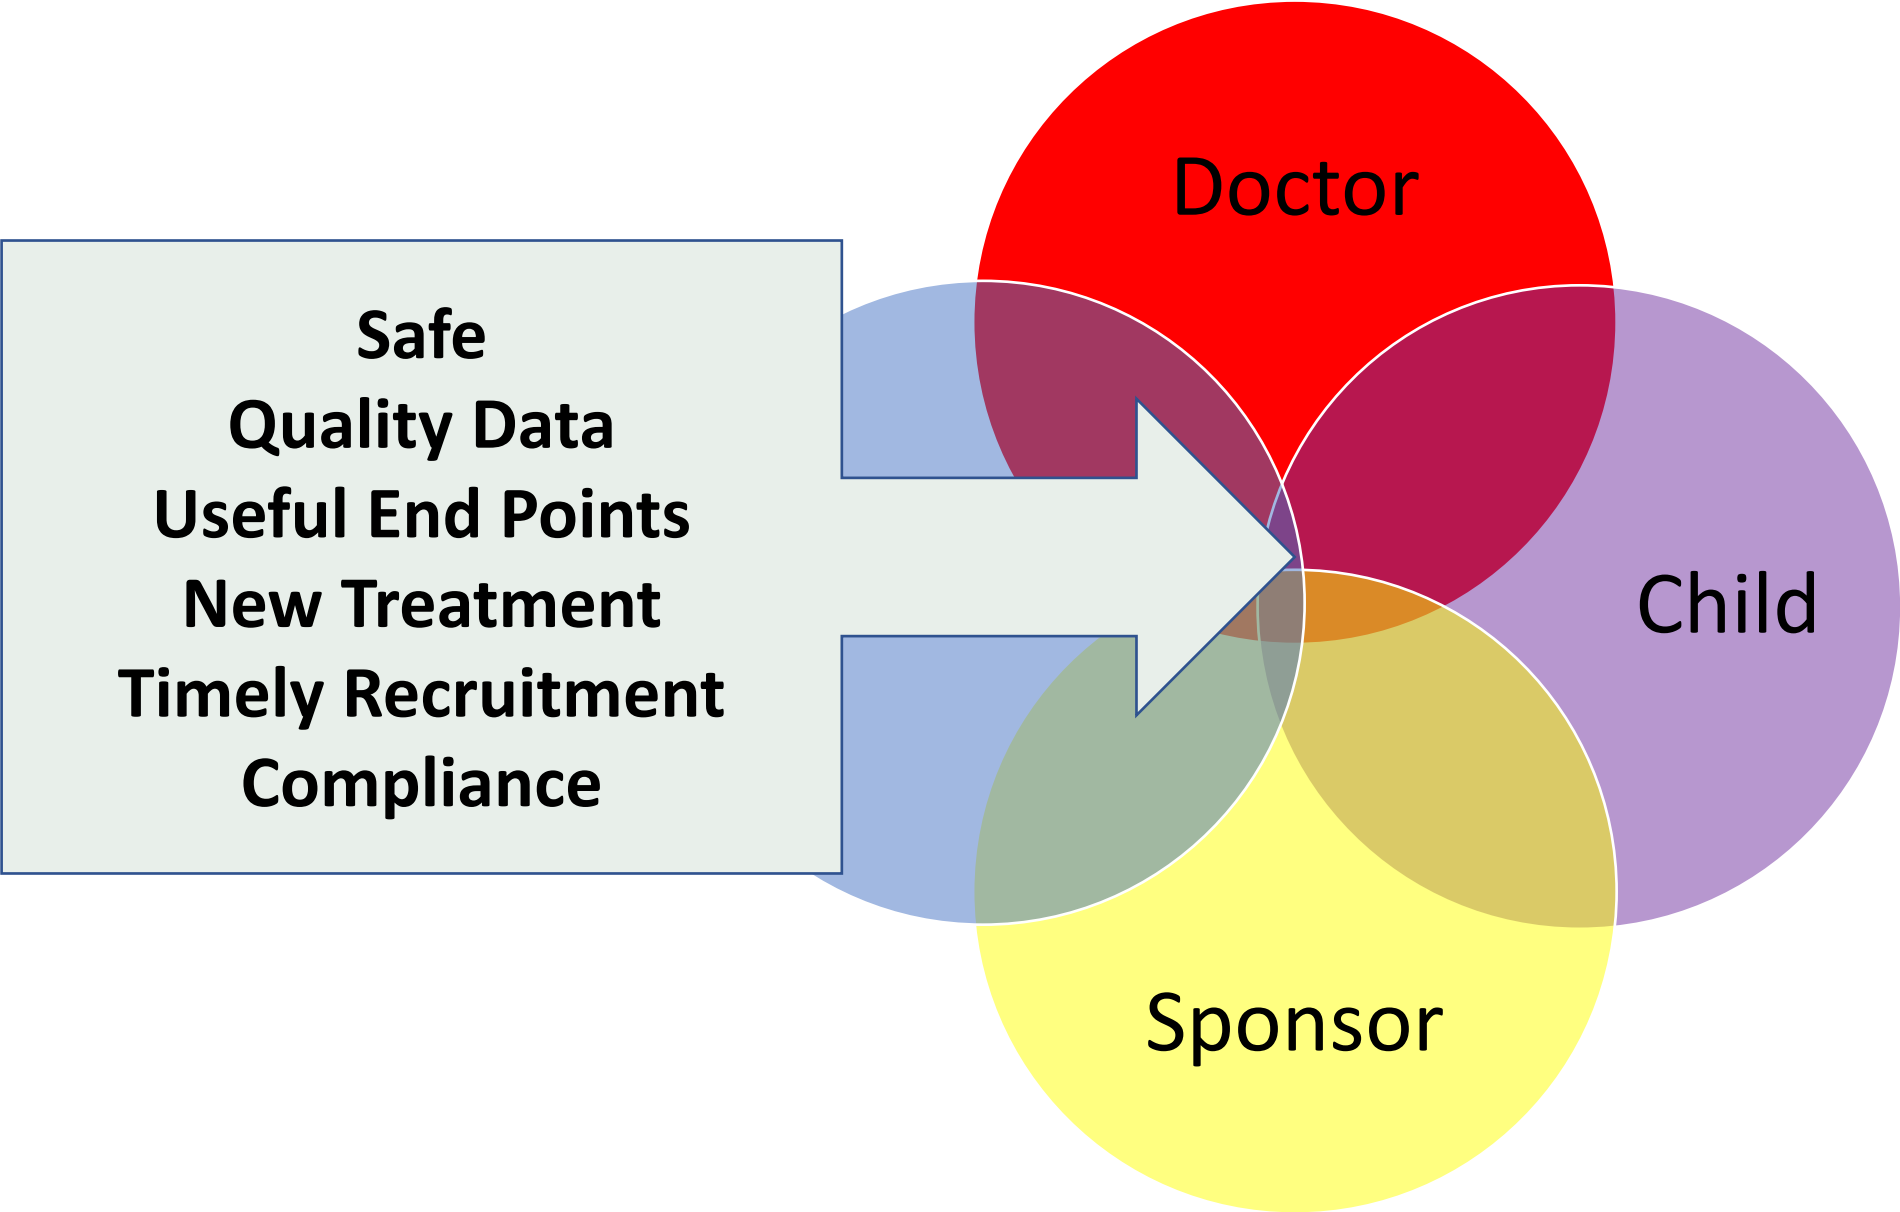 Doctor
Safe
Quality Data
Useful End Points
New Treatment
Timely Recruitment
Compliance
Child
Sponsor